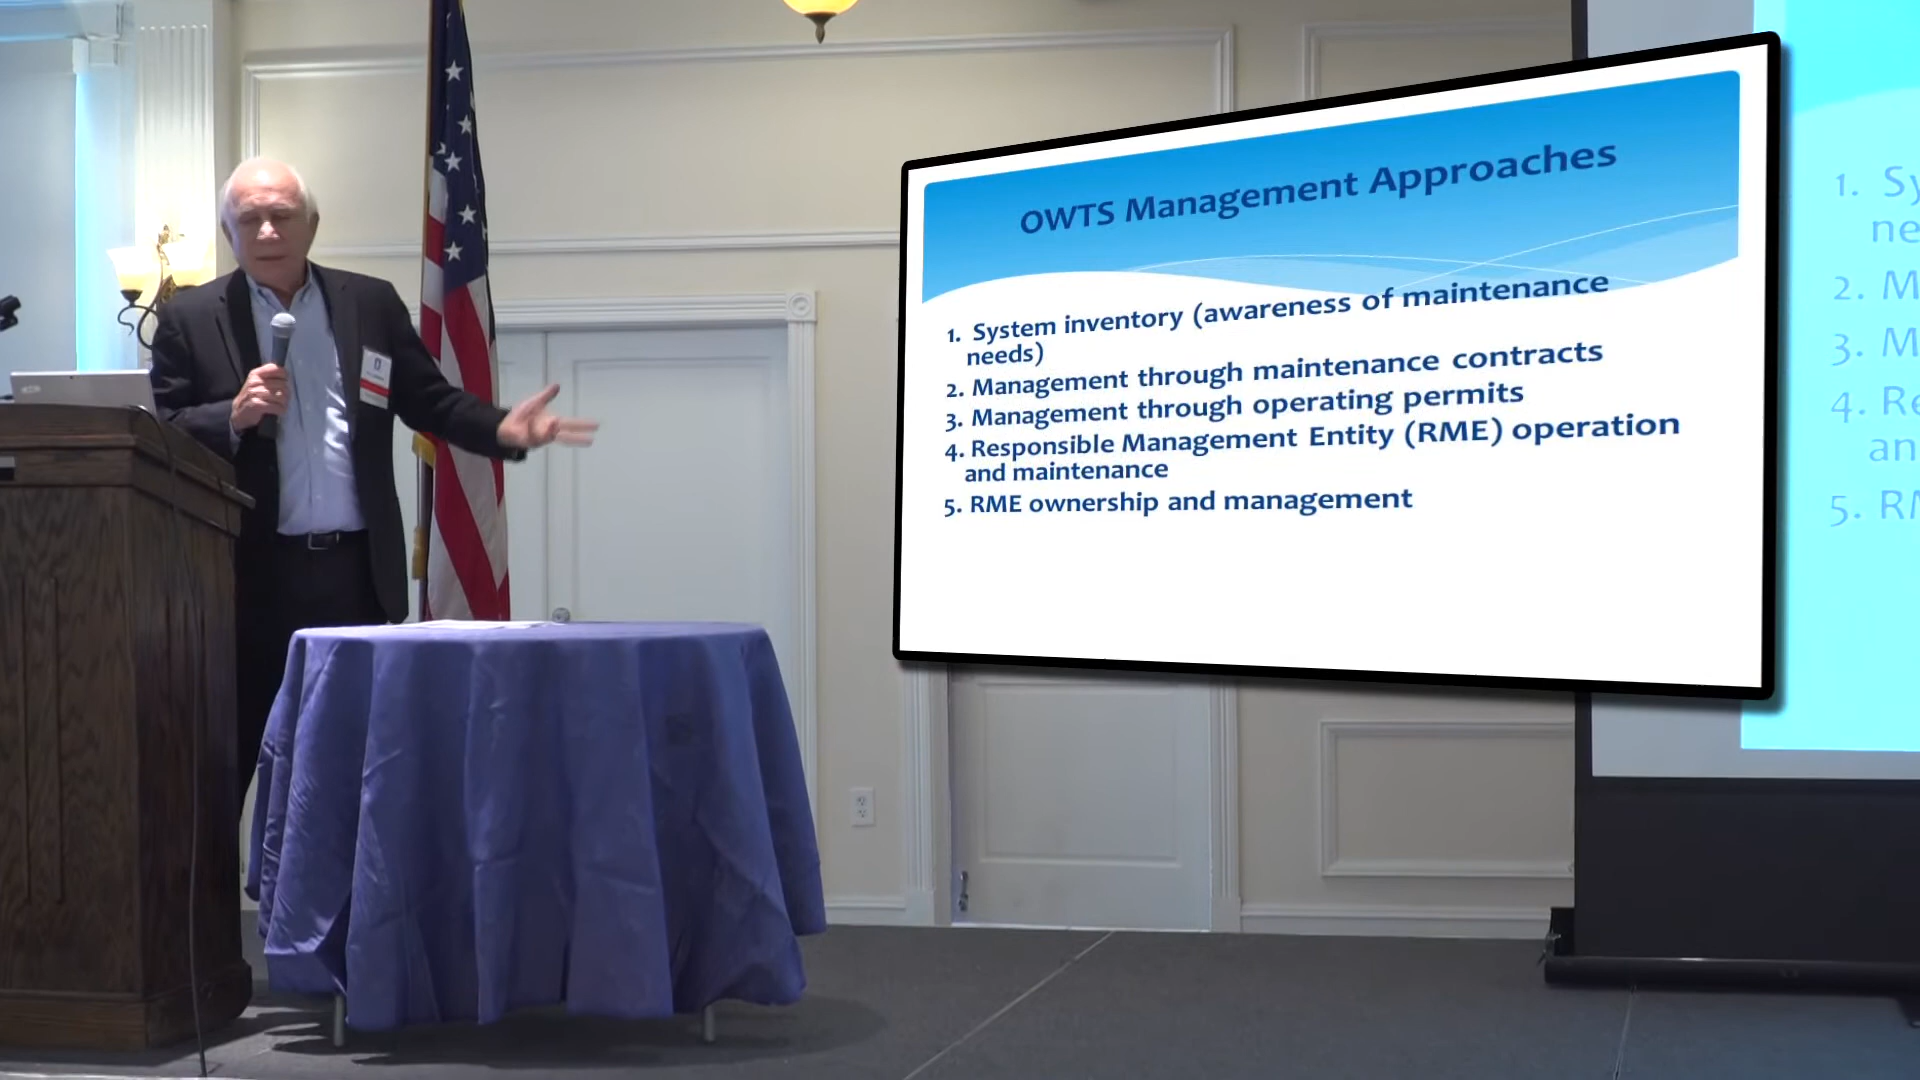 OWTS Management Approaches
1. System inventory (awareness of maintenance
needs)
2. Management through maintenance contracts
3. Management through operating permits
4. Responsible Management Entity (RME) operation
and maintenance
5. RME ownership and management
1. Sy
ne
2. M
3. M
4. Re
an
5. RM